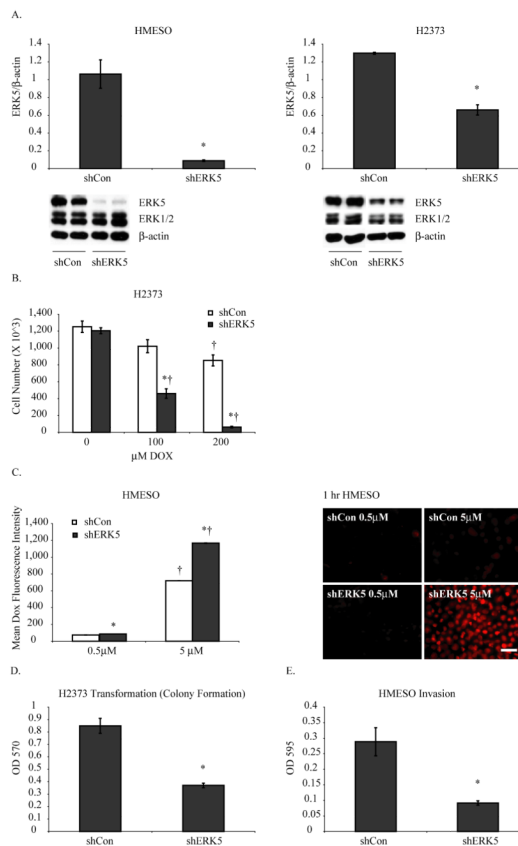 A.
HMESO
ERK5/β-actin
1.4
1.2
1
0.8
0.6
0.4
0.2
0
*
shCon
shERK5
ERK5
ERK1/2
β-actin
shCon shERK5
H2373
ERK5/β-actin
1.4
1.2
1
0.8
0.6
0.4
0.2
0
*
shCon
shERK5
ERK5
ERK1/2
β-actin
shCon shERK5
B.
H2373
Cell Number (X 10^3)
1,400
1,200
1,000
800
600
400
200
0
shCon
shERK5
*†
†
*†
0
100
200
µM DOX
C.
HMESO
Mean Dox Fluorescence Intensity
1,400
1,200
1,000
800
600
400
200
0
shCon
shERK5
*
†
*†
0.5µM
5 µM
1 hr HMESO
shCon 0.5µM
shCon 5µM
shERK5 0.5µM
shERK5 5µM
D.
H2373 Transformation (Colony Formation)
OD 570
0.9
0.8
0.7
0.6
0.5
0.4
0.3
0.2
0.1
0
*
shCon
shERK5
E.
HMESO Invasion
OD 595
0.4
0.35
0.3
0.25
0.2
0.15
0.1
0.05
0
*
shCon
shERK5